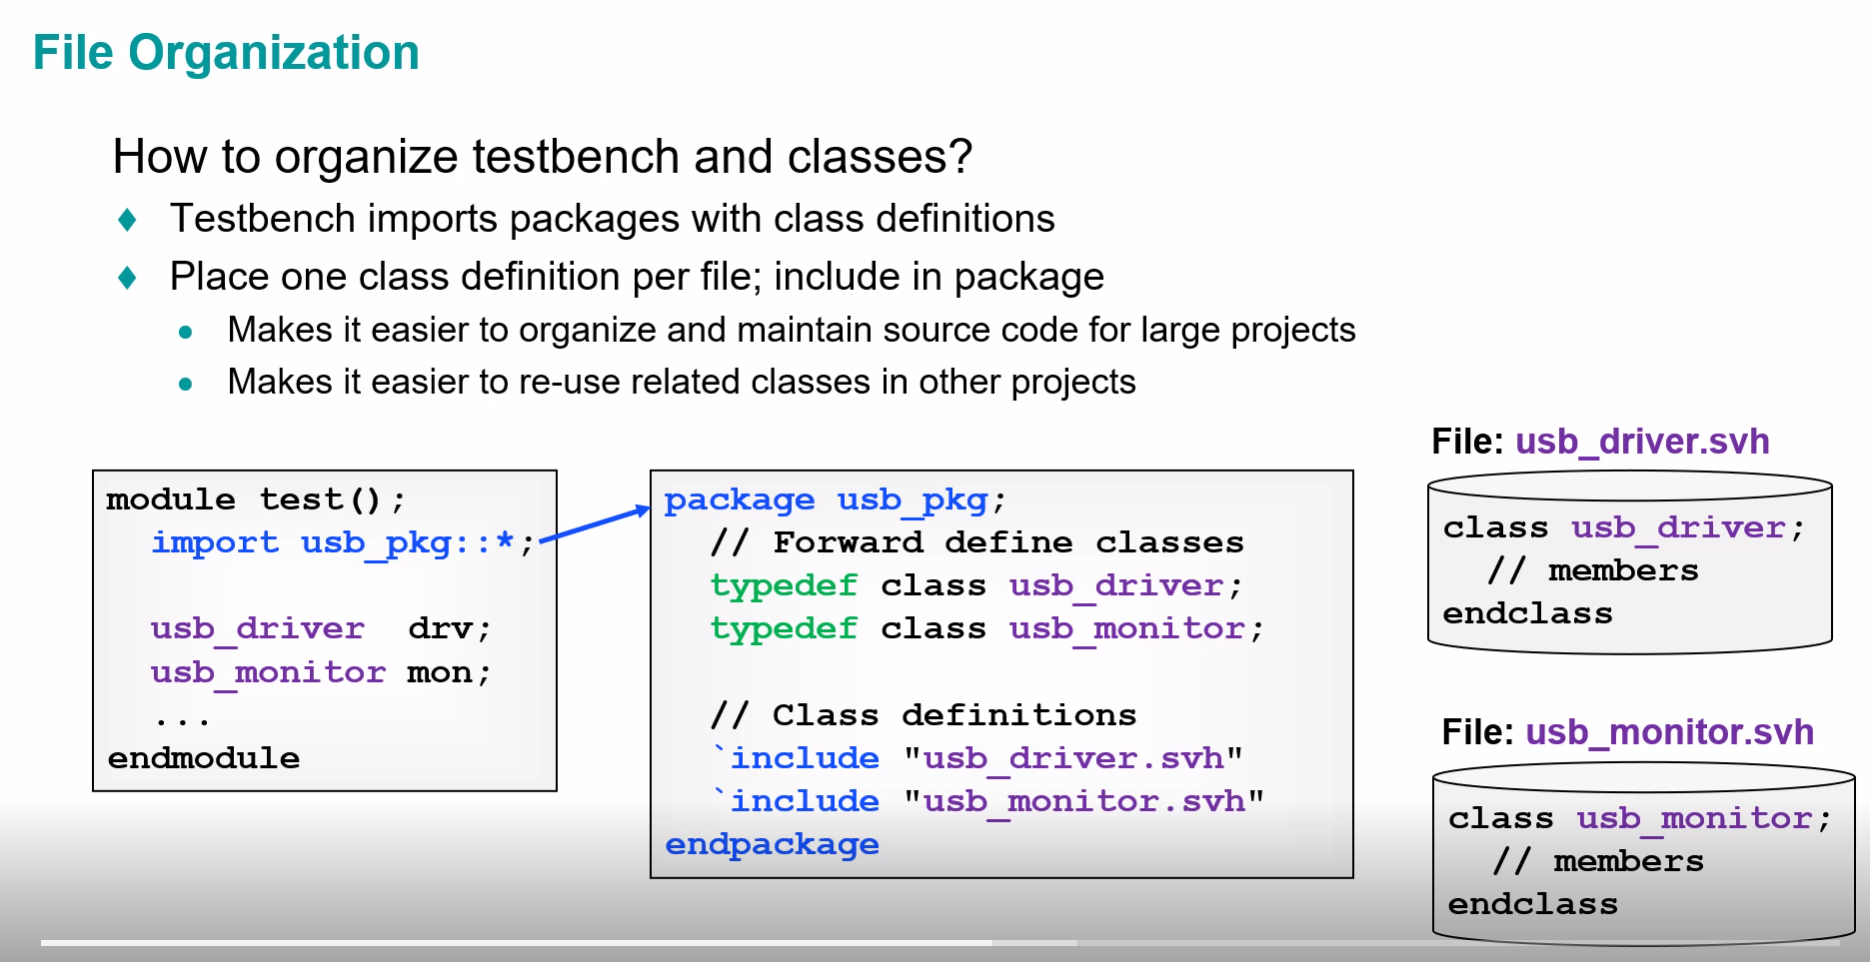 File Organization
How to organize testbench and classes?
Testbench imports packages with class definitions
Place one class definition per file; include in package
Makes it easier to organize and maintain source code for large projects
Makes it easier to re-use related classes in other projects
module test();
import usb_pkg::*;
usb_driver drv;
usb_monitor mon;
...
endmodule
package usb_pkg;
// Forward define classes
typedef class usb_driver;
typedef class usb_monitor;
// Class definitions
`include "usb_driver.svh"
`include "usb_monitor.svh"
endpackage
File: usb_driver.svh
class usb_driver;
// members
endclass
File: usb_monitor.svh
class usb_monitor;
// members
endclass